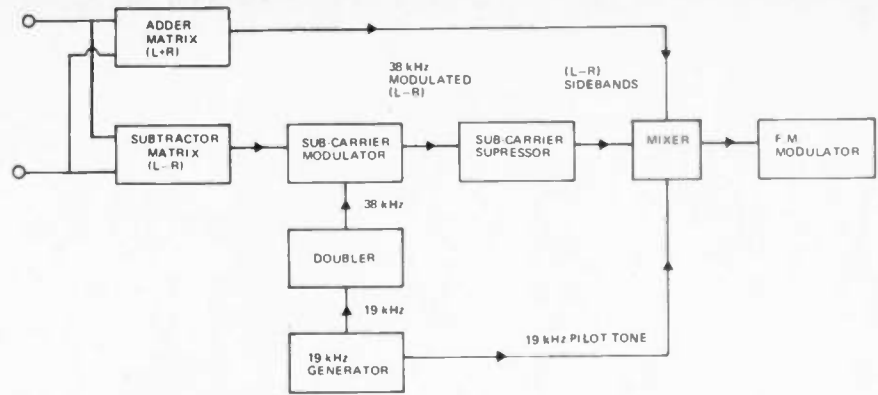 ADDER
MATRIX
(L+R)
38 kHz
MODULATED
(L–R)
(L–R)
SIDEBANDS
SUBTRACTOR
MATRIX
(L–R)
SUB-CARRIER
MODULATOR
SUB-CARRIER
SUPRESSOR
MIXER
F.M.
MODULATOR
38 kHz
DOUBLER
19 kHz
19 kHz
GENERATOR
19 kHz PILOT TONE